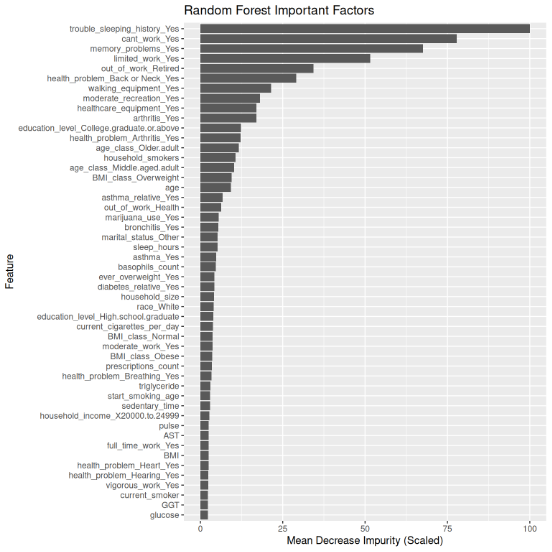 Random Forest Important Factors
Feature
trouble_sleeping_history_Yes
cant_work_Yes
memory_problems_Yes
limited_work_Yes
out_of_work_Retired
health_problem_Back or Neck_Yes
walking_equipment_Yes
moderate_recreation_Yes
healthcare_equipment_Yes
arthritis_Yes
education_level_College.graduate.or.above
health_problem_Arthritis_Yes
age_class_Older.adult
household_smokers
age_class_Middle.aged.adult
BMI_class_Overweight
age
asthma_relative_Yes
out_of_work_Health
marijuana_use_Yes
bronchitis_Yes
marital_status_Other
sleep_hours
asthma_Yes
basophils_count
ever_overweight_Yes
diabetes_relative_Yes
household_size
race_White
education_level_High.school.graduate
current_cigarettes_per_day
BMI_class_Normal
moderate_work_Yes
BMI_class_Obese
prescriptions_count
health_problem_Breathing_Yes
triglyceride
start_smoking_age
sedentary_time
household_income_X20000.to.24999
pulse
AST
full_time_work_Yes
BMI
health_problem_Heart_Yes
health_problem_Hearing_Yes
vigorous_work_Yes
current_smoker
GGT
glucose
0 25 50 75 100
Mean Decrease Impurity (Scaled)